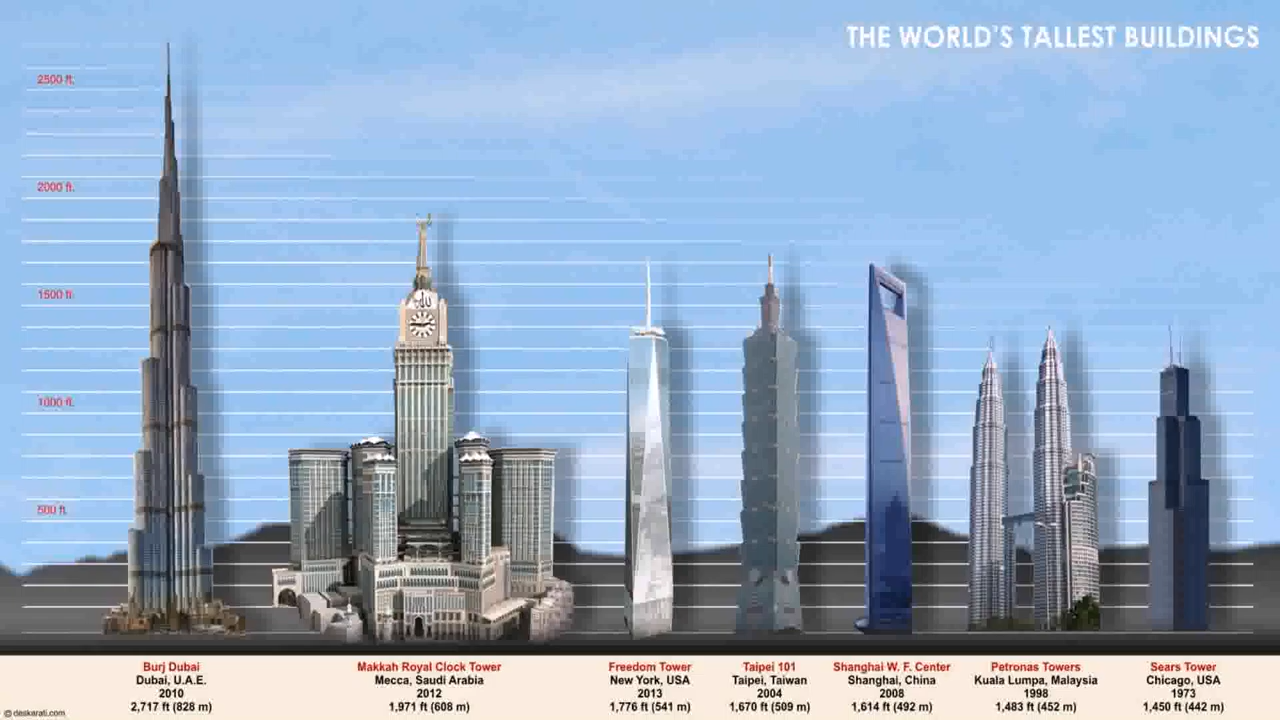 THE WORLD'S TALLEST BUILDINGS
2500 ft.
2000 ft.
1500 ft.
1000 ft.
500 ft.
Burj Dubai
Dubai, U.A.E.
2010
2,717 ft (828 m)
Makkah Royal Clock Tower
Mecca, Saudi Arabia
2012
1,971 ft (608 m)
Freedom Tower
New York, USA
2013
1,776 ft (541 m)
Taipei 101
Taipei, Taiwan
2004
1,670 ft (509 m)
Shanghai W. F. Center
Shanghai, China
2008
1,614 ft (492 m)
Petronas Towers
Kuala Lumpa, Malaysia
1998
1,483 ft (452 m)
Sears Tower
Chicago, USA
1973
1,450 ft (442 m)
© deskarati.com